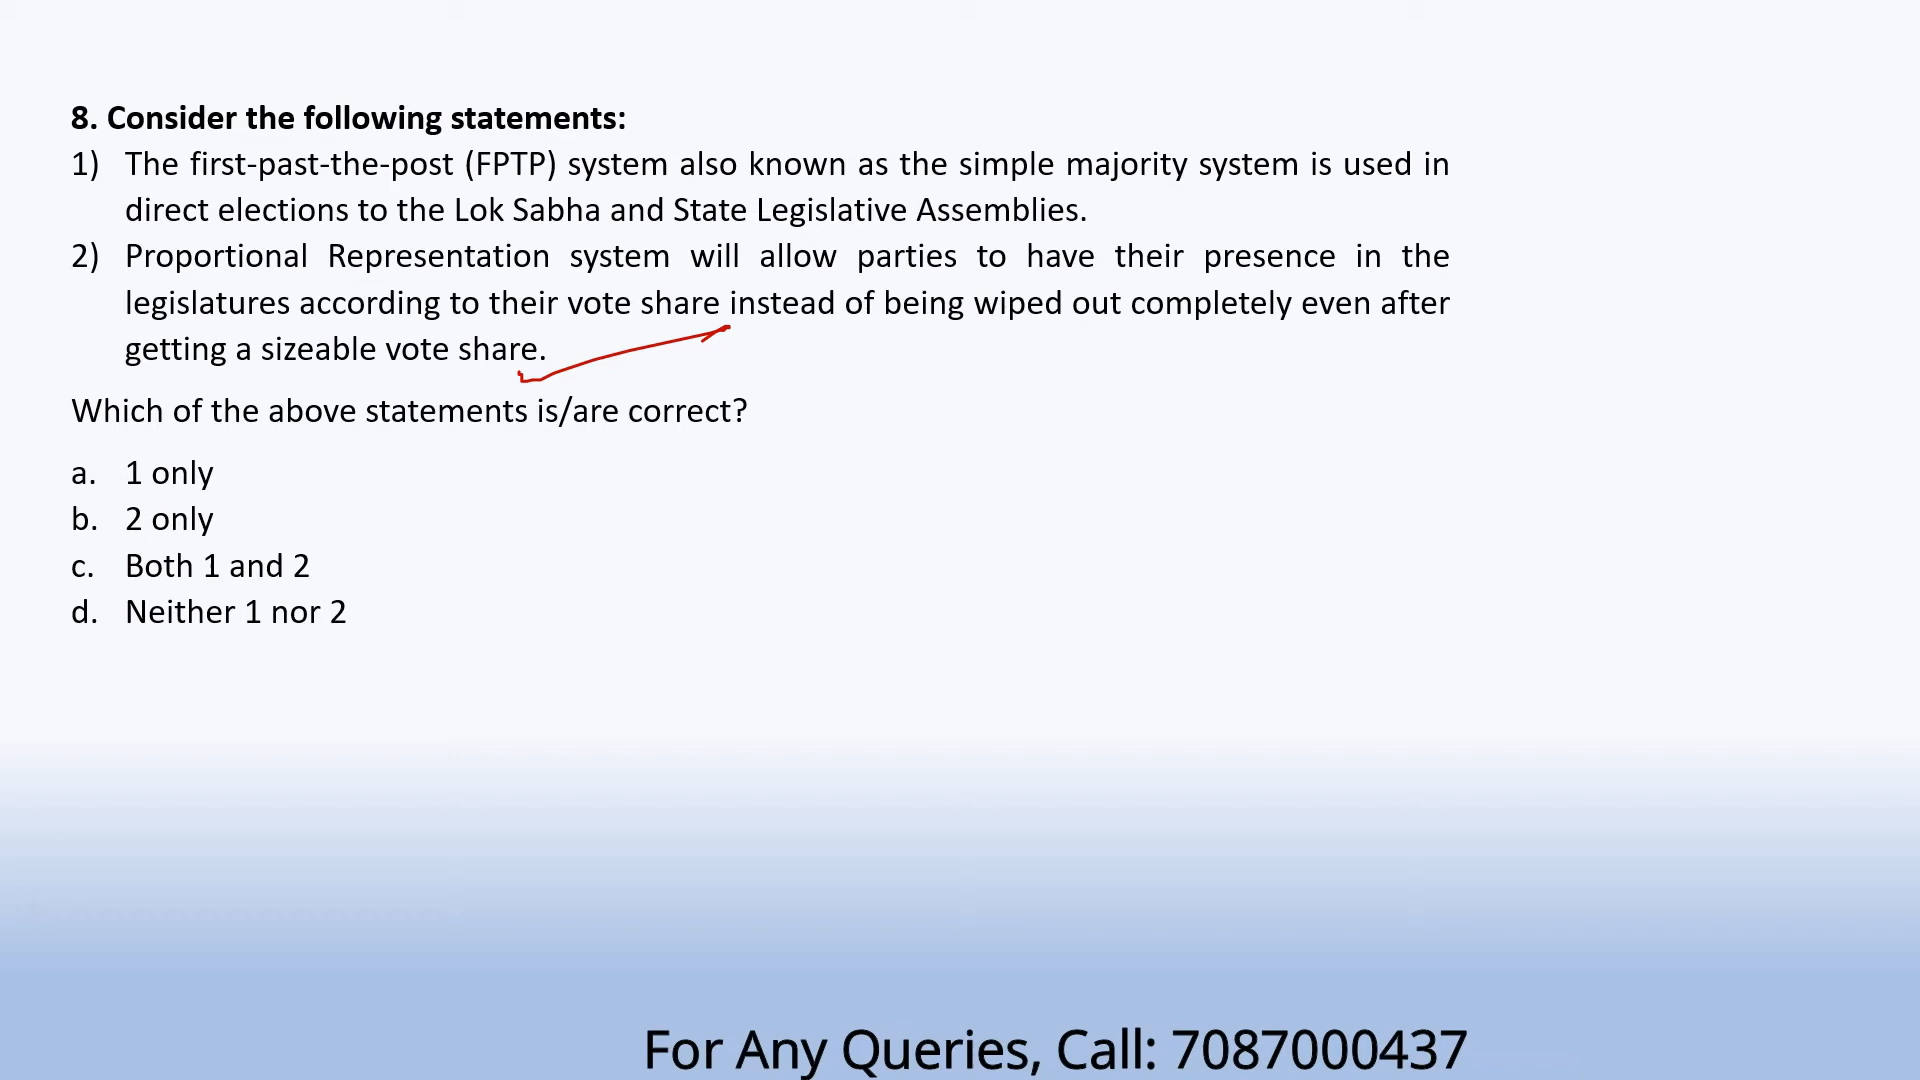 8. Consider the following statements:
1) The first-past-the-post (FPTP) system also known as the simple majority system is used in
direct elections to the Lok Sabha and State Legislative Assemblies.
2) Proportional Representation system will allow parties to have their presence in the
legislatures according to their vote share instead of being wiped out completely even after
getting a sizeable vote share.
Which of the above statements is/are correct?
a. 1 only
b. 2 only
c. Both 1 and 2
d. Neither 1 nor 2
For Any Queries, Call: 7087000437